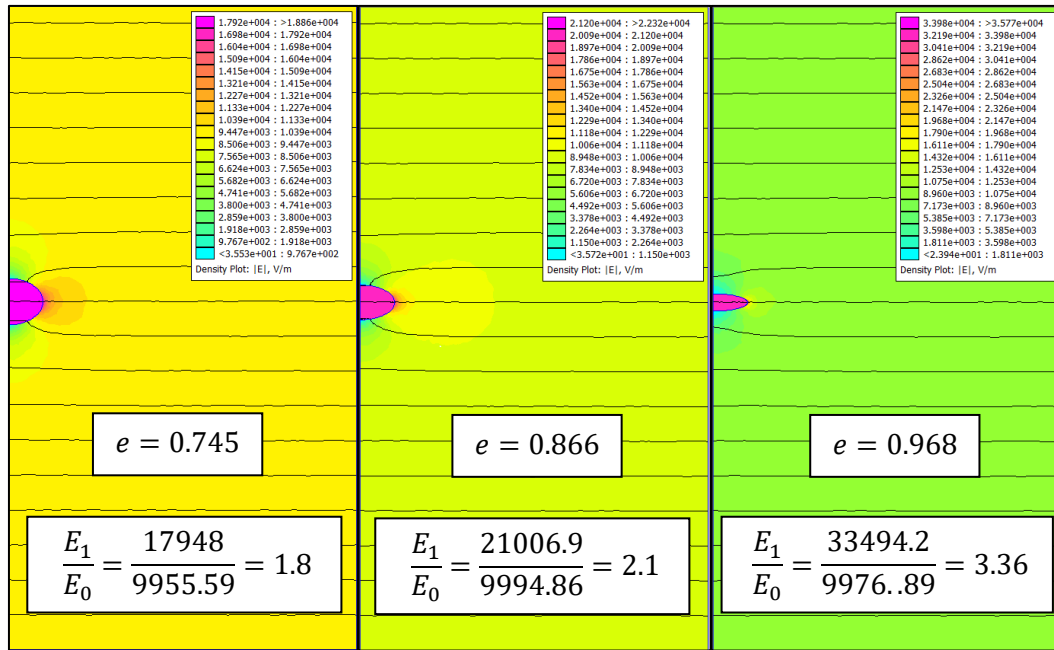 1.792e+004 : >1.886e+004
1.698e+004 : 1.792e+004
1.604e+004 : 1.698e+004
1.509e+004 : 1.604e+004
1.415e+004 : 1.509e+004
1.321e+004 : 1.415e+004
1.227e+004 : 1.321e+004
1.133e+004 : 1.227e+004
1.039e+004 : 1.133e+004
9.447e+003 : 1.039e+004
8.506e+003 : 9.447e+003
7.565e+003 : 8.506e+003
6.624e+003 : 7.565e+003
5.682e+003 : 6.624e+003
4.741e+003 : 5.682e+003
3.800e+003 : 4.741e+003
2.859e+003 : 3.800e+003
1.918e+003 : 2.859e+003
9.767e+002 : 1.918e+003
<3.553e+001 : 9.767e+002
Density Plot: |E|, V/m
2.120e+004 : >2.232e+004
2.009e+004 : 2.120e+004
1.897e+004 : 2.009e+004
1.786e+004 : 1.897e+004
1.675e+004 : 1.786e+004
1.563e+004 : 1.675e+004
1.452e+004 : 1.563e+004
1.340e+004 : 1.452e+004
1.229e+004 : 1.340e+004
1.118e+004 : 1.229e+004
1.006e+004 : 1.118e+004
8.948e+003 : 1.006e+004
7.834e+003 : 8.948e+003
6.720e+003 : 7.834e+003
5.606e+003 : 6.720e+003
4.492e+003 : 5.606e+003
3.378e+003 : 4.492e+003
2.264e+003 : 3.378e+003
1.150e+003 : 2.264e+003
<3.572e+001 : 1.150e+003
Density Plot: |E|, V/m
3.398e+004 : >3.577e+004
3.219e+004 : 3.398e+004
3.041e+004 : 3.219e+004
2.862e+004 : 3.041e+004
2.683e+004 : 2.862e+004
2.504e+004 : 2.683e+004
2.326e+004 : 2.504e+004
2.147e+004 : 2.326e+004
1.968e+004 : 2.147e+004
1.790e+004 : 1.968e+004
1.611e+004 : 1.790e+004
1.432e+004 : 1.611e+004
1.253e+004 : 1.432e+004
1.075e+004 : 1.253e+004
8.960e+003 : 1.075e+004
7.173e+003 : 8.960e+003
5.385e+003 : 7.173e+003
3.598e+003 : 5.385e+003
1.811e+003 : 3.598e+003
<2.394e+001 : 1.811e+003
Density Plot: |E|, V/m
e = 0.745
e = 0.866
e = 0.968
E₁/E₀ = 17948/9955.59 = 1.8
E₁/E₀ = 21006.9/9994.86 = 2.1
E₁/E₀ = 33494.2/9976..89 = 3.36